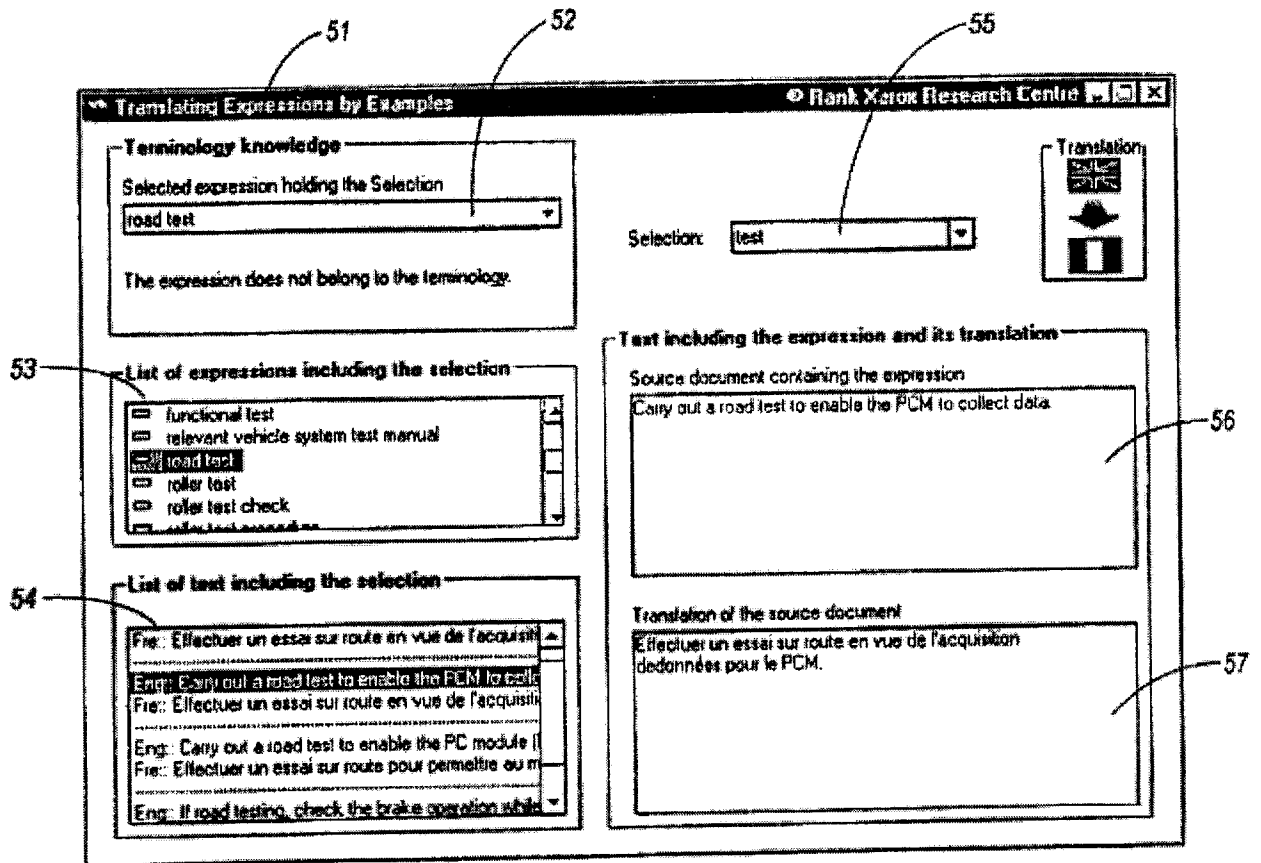 51
52
55
Translating Expressions by Examples
© Rank Xerox Research Centre
Terminology knowledge
Selected expression holding the Selection
road test
The expression does not belong to the terminology.
Selection: test
Translation
53
List of expressions including the selection
functional test
relevant vehicle system test manual
road test
roller test
roller test check
roller test procedure
54
List of text including the selection
Fre:: Effectuer un essai sur route en vue de l'acquisiti
Eng:: Carry out a road test to enable the PCM to colle
Fre:: Effectuer un essai sur route en vue de l'acquisiti
Eng:: Carry out a road test to enable the PC module (
Fre:: Effectuer un essai sur route pour permettre au m
Eng:: If road testing, check the brake operation while
Text including the expression and its translation
Source document containing the expression
Carry out a road test to enable the PCM to collect data.
56
Translation of the source document
Effectuer un essai sur route en vue de l'acquisition
dedonnées pour le PCM.
57